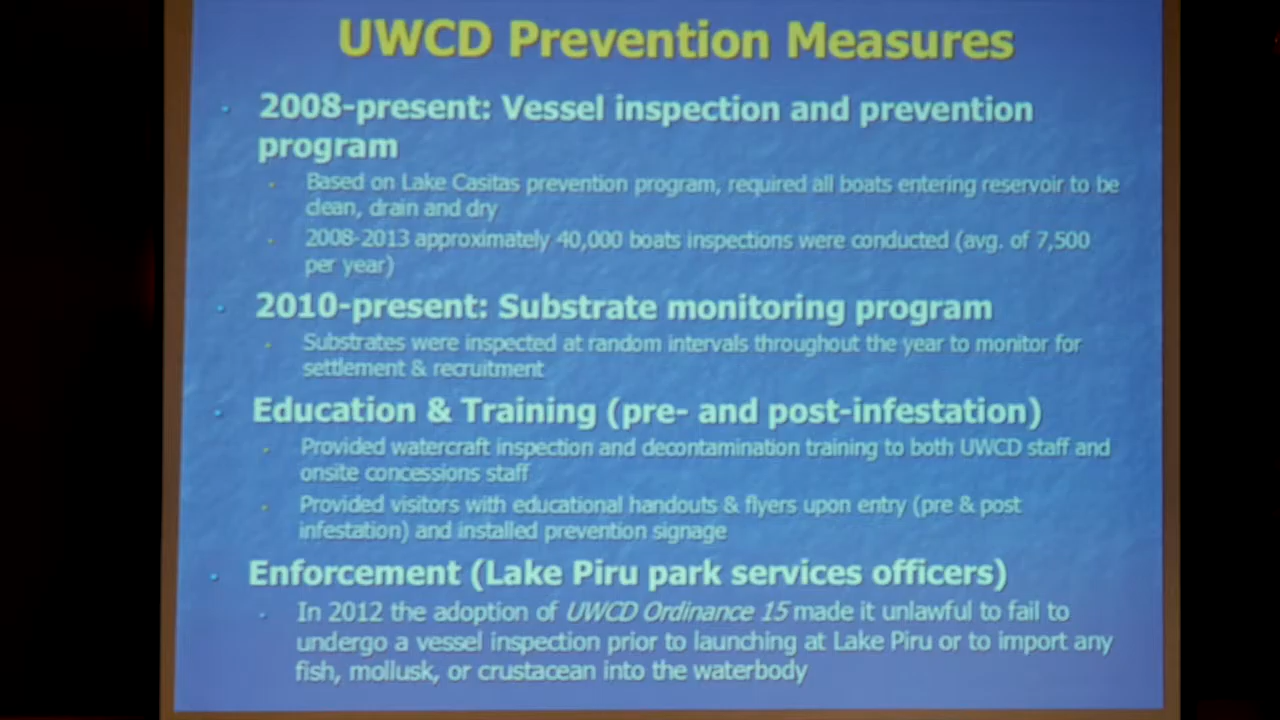 UWCD Prevention Measures
2008-present: Vessel inspection and prevention
program
Based on Lake Casitas prevention program, required all boats entering reservoir to be
clean, drain and dry
2008-2013 approximately 40,000 boats inspections were conducted (avg. of 7,500
per year)
2010-present: Substrate monitoring program
Substrates were inspected at random intervals throughout the year to monitor for
settlement & recruitment
Education & Training (pre- and post-infestation)
Provided watercraft inspection and decontamination training to both UWCD staff and
onsite concessions staff
Provided visitors with educational handouts & flyers upon entry (pre & post
infestation) and installed prevention signage
Enforcement (Lake Piru park services officers)
In 2012 the adoption of UWCD Ordinance 15 made it unlawful to fail to
undergo a vessel inspection prior to launching at Lake Piru or to import any
fish, mollusk, or crustacean into the waterbody